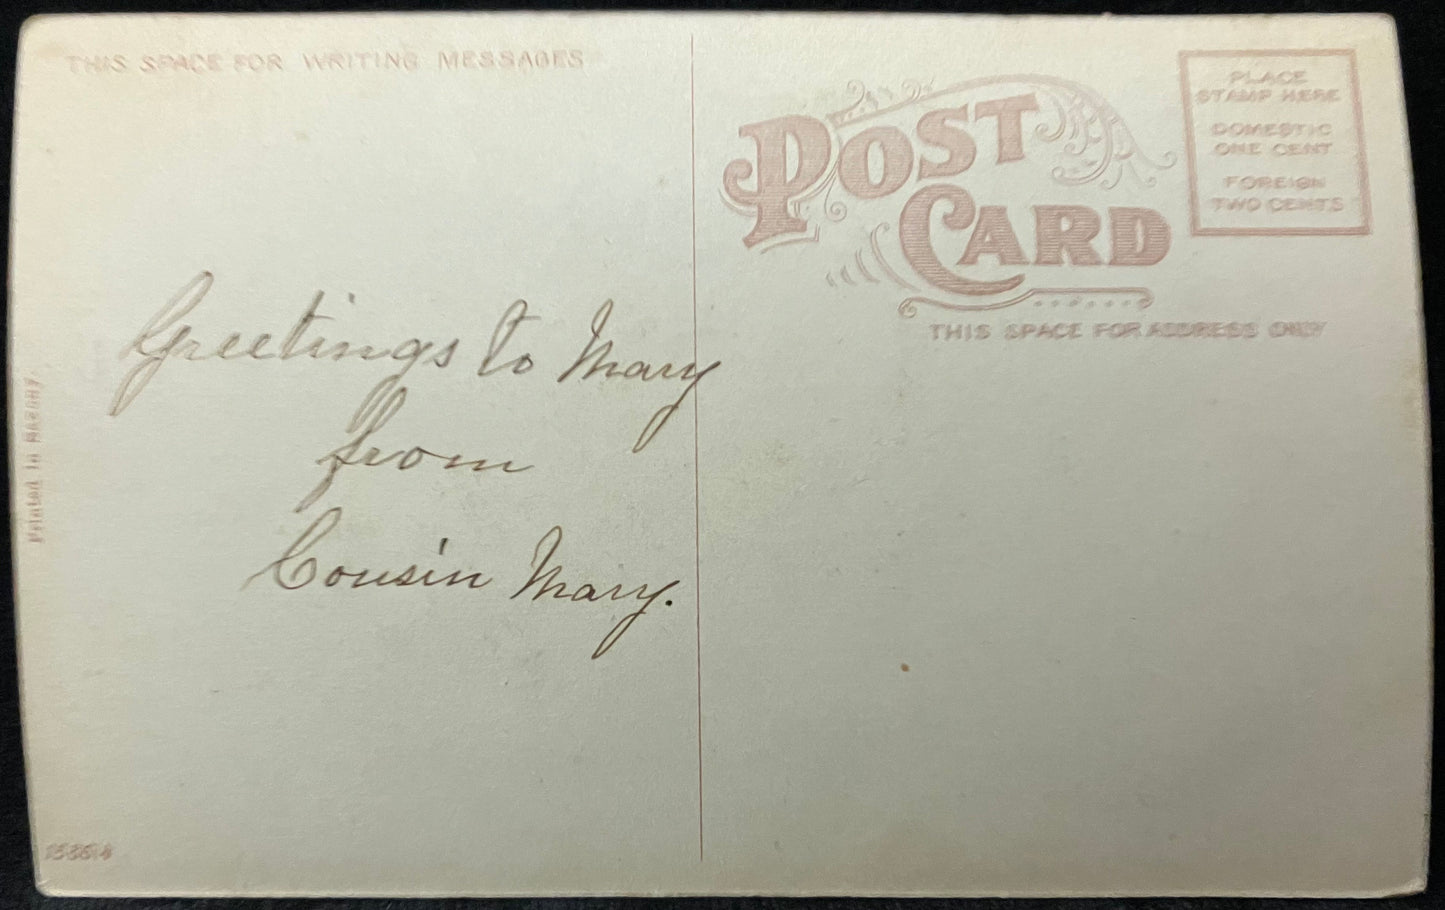 THIS SPACE FOR WRITING MESSAGES
POST
CARD
PLACE
STAMP HERE
DOMESTIC
ONE CENT
FOREIGN
TWO CENTS
THIS SPACE FOR ADDRESS ONLY
Greetings to Mary
from
Cousin Mary.
Printed in